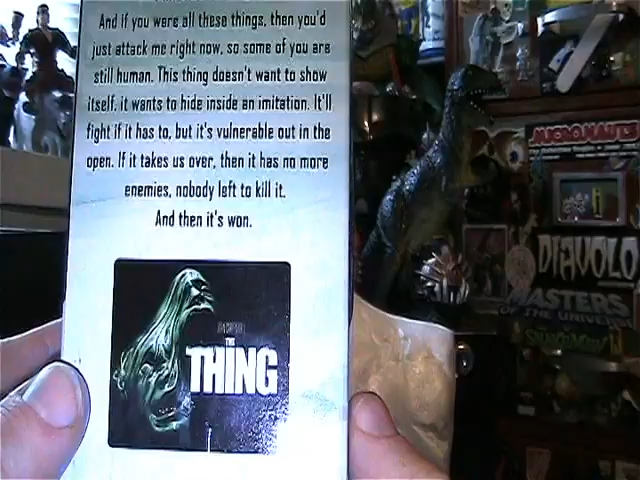 And if you were all these things, then you'd
just attack me right now, so some of you are
still human. This thing doesn't want to show
itself, it wants to hide inside an imitation. It'll
fight if it has to, but it's vulnerable out in the
open. If it takes us over, then it has no more
enemies, nobody left to kill it.
And then it's won.
THE
THING
MICRONAUTS
DIAVOLO
MASTERS
OF THE UNIVERSE